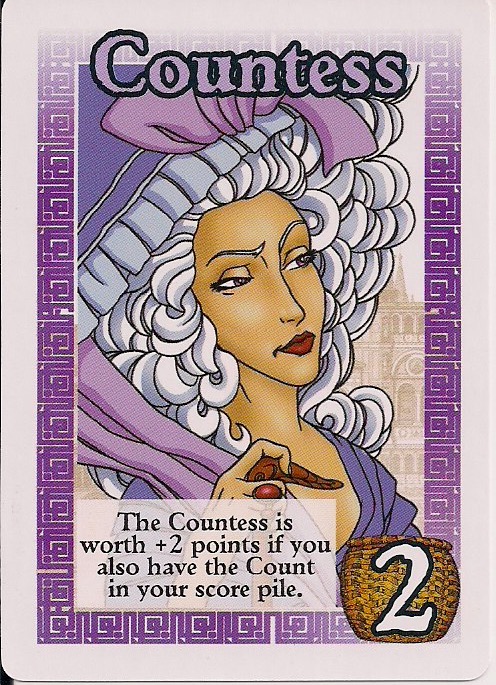 Countess
The Countess is
worth +2 points if you
also have the Count
in your score pile.
2